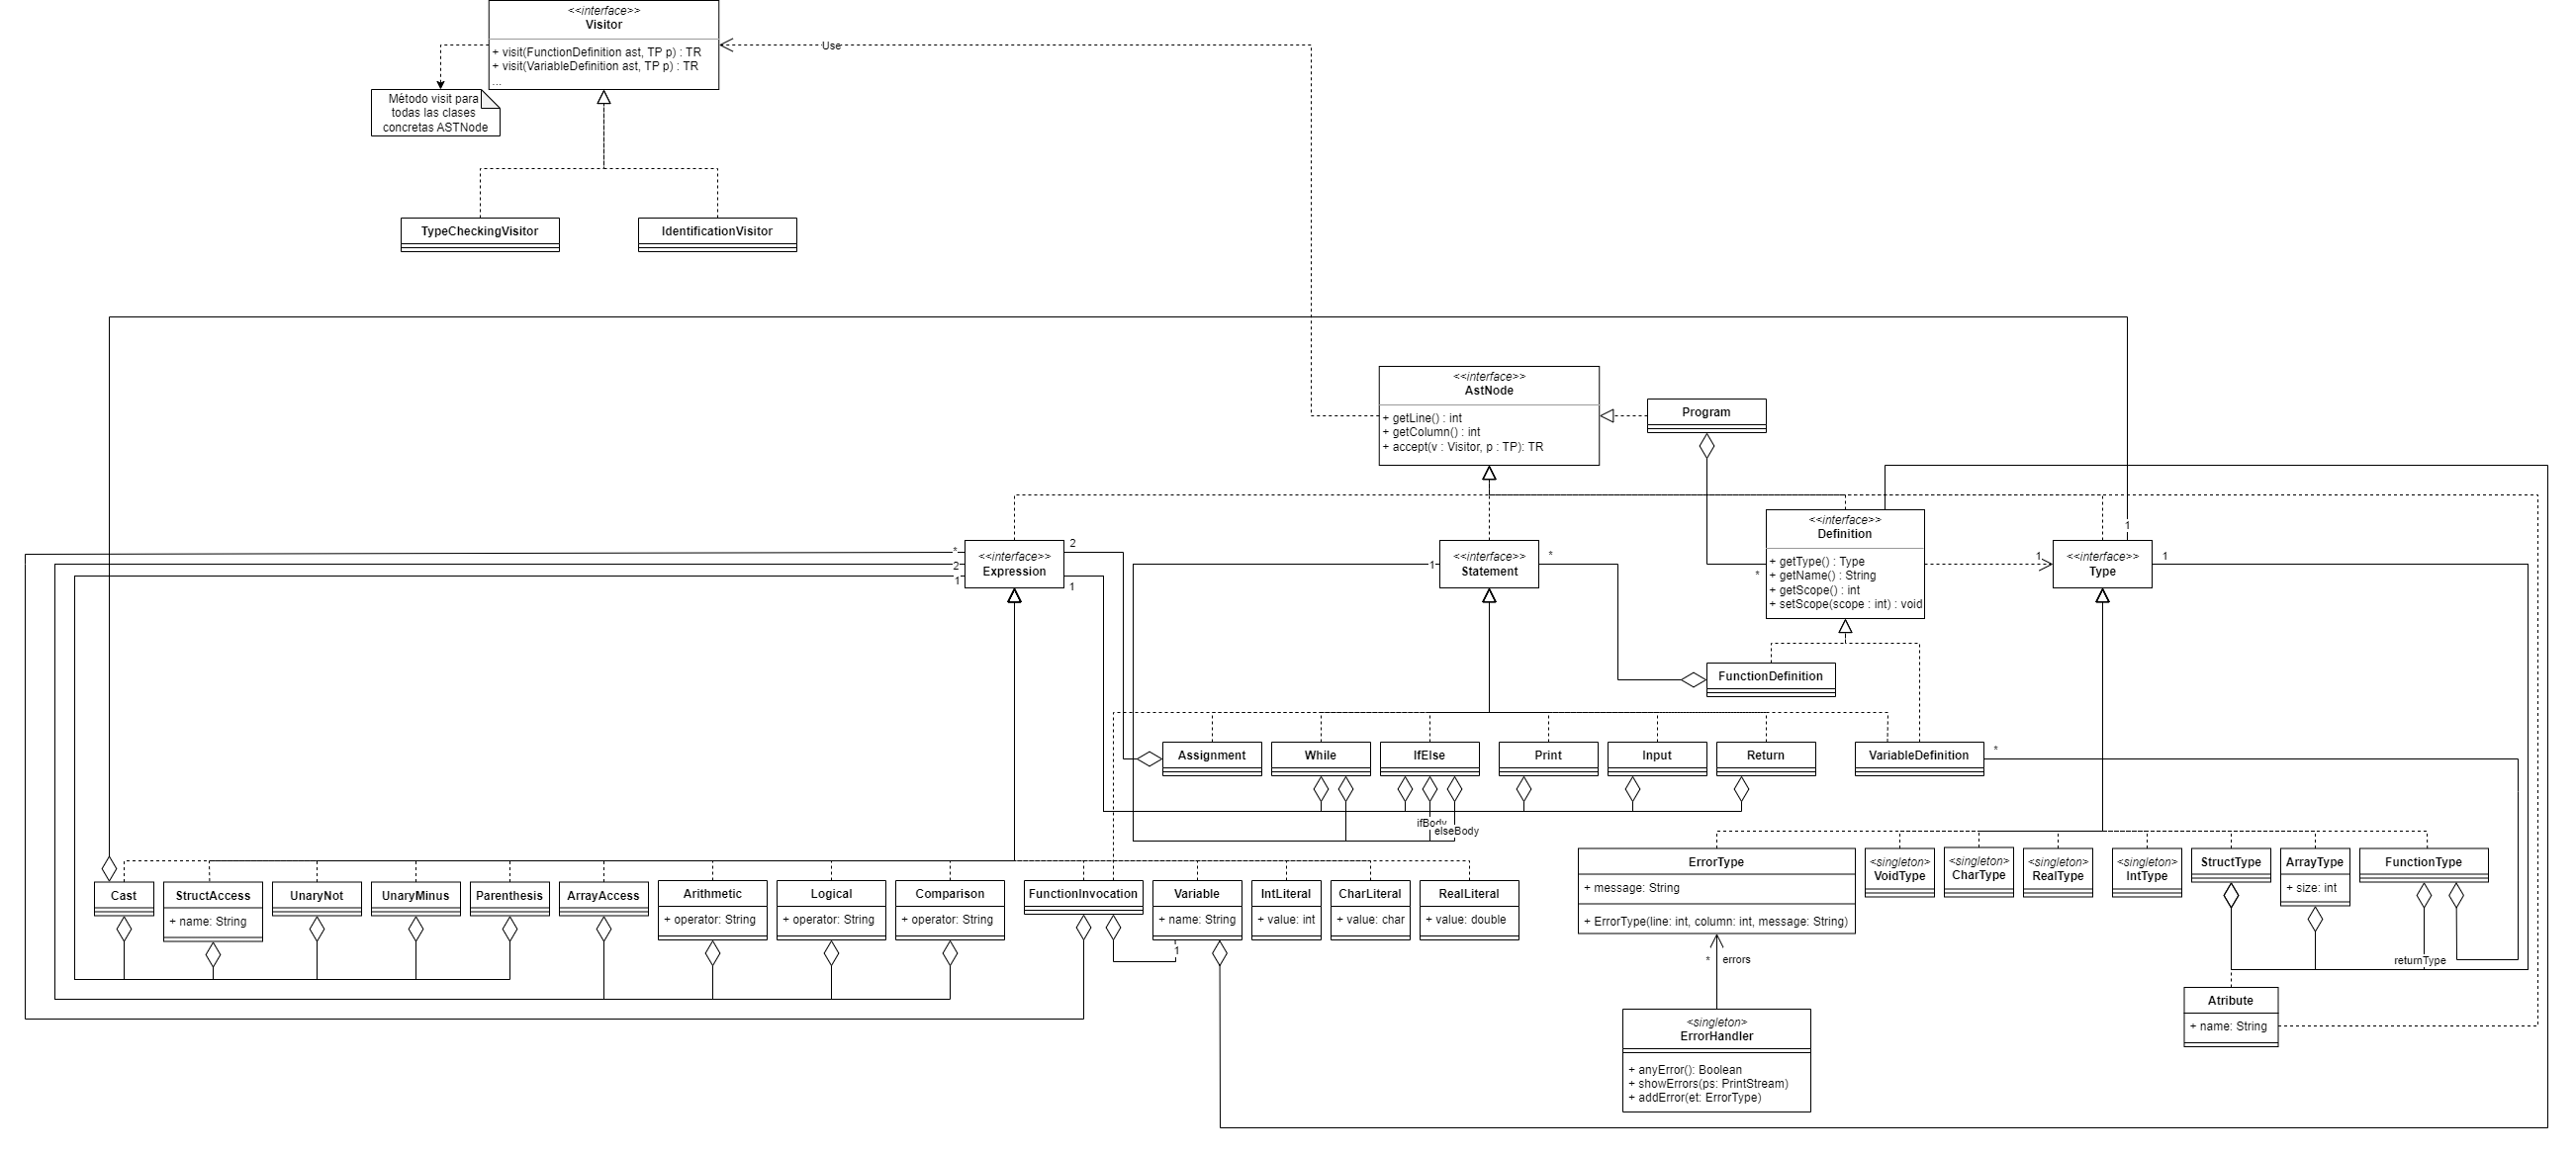 <<interface>>
Visitor
+ visit(FunctionDefinition ast, TP p) : TR
+ visit(VariableDefinition ast, TP p) : TR
...
Use
Método visit para
todas las clases
concretas ASTNode
TypeCheckingVisitor
IdentificationVisitor
<<interface>>
AstNode
+ getLine() : int
+ getColumn() : int
+ accept(v : Visitor, p : TP): TR
Program
<<interface>>
Definition
+ getType() : Type
+ getName() : String
+ getScope() : int
+ setScope(scope : int) : void
*
1
1
<<interface>>
Type
1
*
2
1
<<interface>>
Expression
2
1
1
<<interface>>
Statement
*
FunctionDefinition
Assignment
While
IfElse
Print
Input
Return
VariableDefinition
*
ifBody
elseBody
Cast
StructAccess
+ name: String
UnaryNot
UnaryMinus
Parenthesis
ArrayAccess
Arithmetic
+ operator: String
Logical
+ operator: String
Comparison
+ operator: String
FunctionInvocation
Variable
+ name: String
1
IntLiteral
+ value: int
CharLiteral
+ value: char
RealLiteral
+ value: double
ErrorType
+ message: String
+ ErrorType(line: int, column: int, message: String)
<<singleton>
VoidType
<<singleton>
CharType
<<singleton>
RealType
<<singleton>
IntType
StructType
ArrayType
+ size: int
FunctionType
returnType
* errors
Atribute
+ name: String
<<singleton>
ErrorHandler
+ anyError(): Boolean
+ showErrors(ps: PrintStream)
+ addError(et: ErrorType)